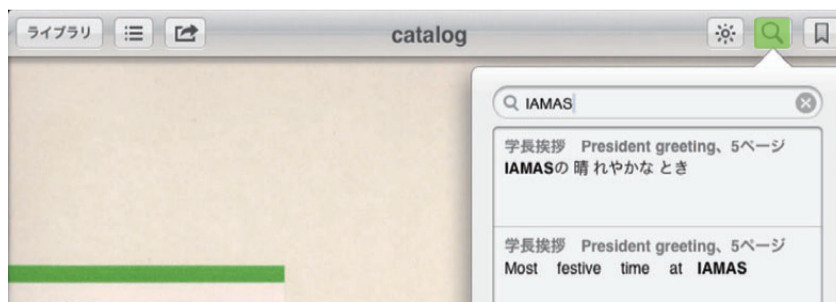 ライブラリ
catalog
IAMAS
学長挨拶 President greeting、5ページ
IAMASの 晴 れやかな とき
学長挨拶 President greeting、5ページ
Most festive time at IAMAS